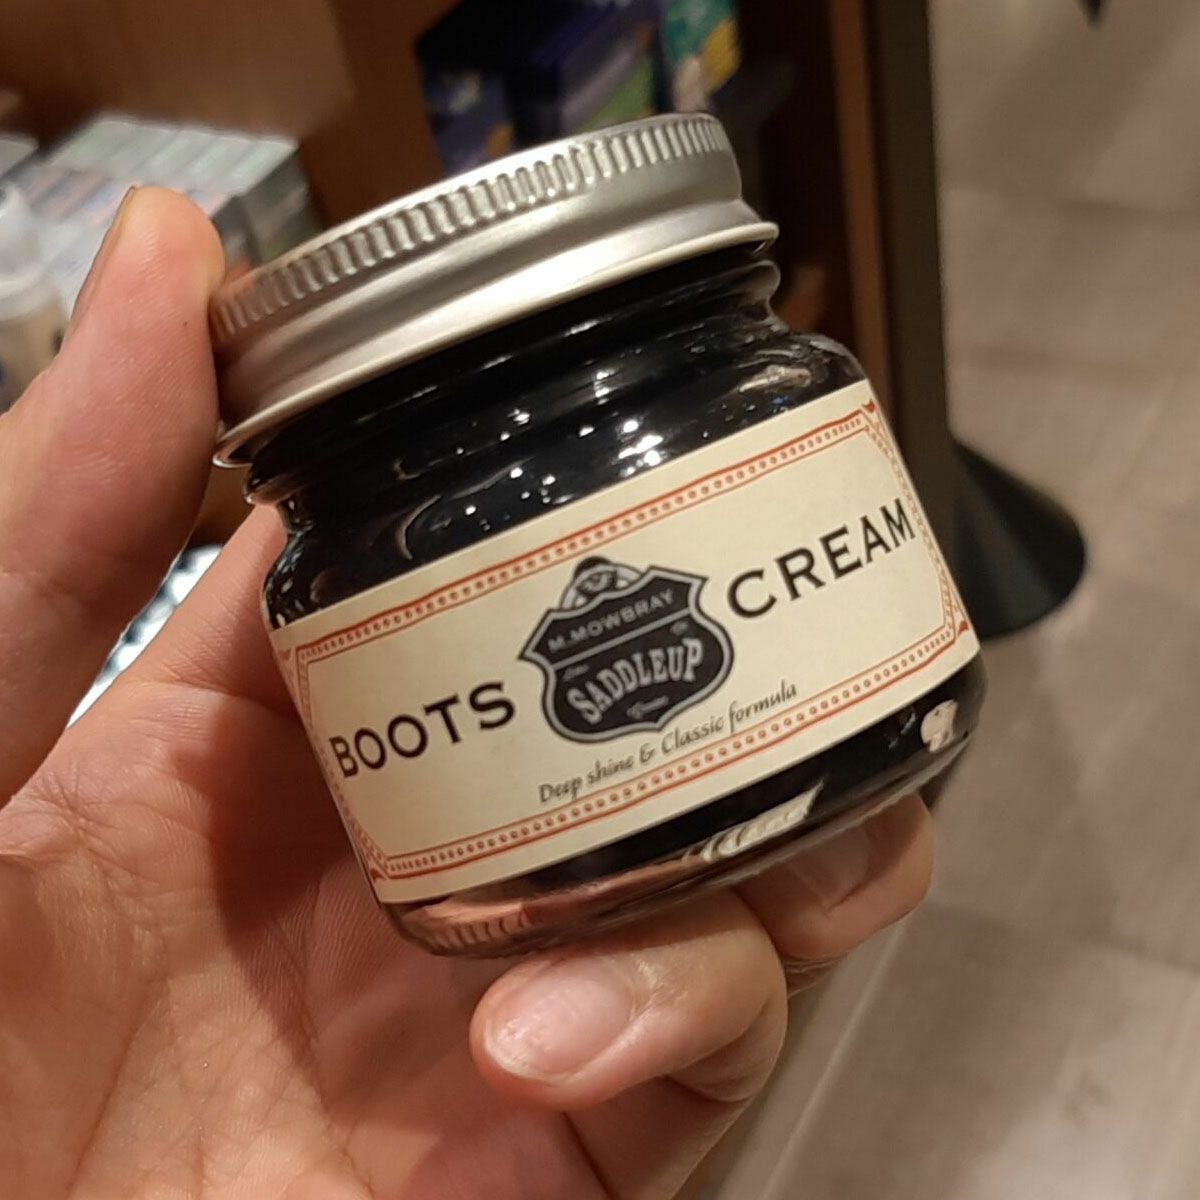 BOOTS
M.MOWBRAY
SADDLEUP
CREAM
Deep shine & Classic formula